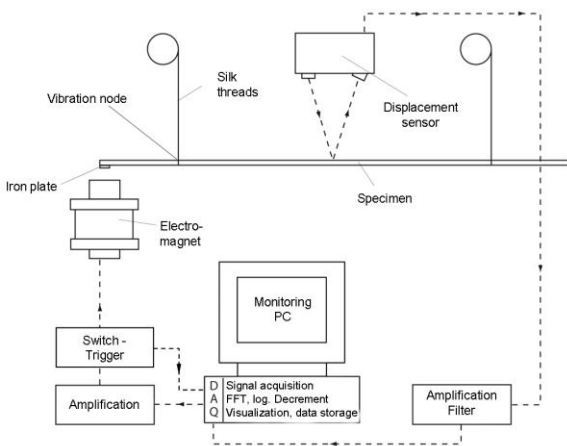 Silk
threads
Vibration node
Displacement
sensor
Iron plate
Specimen
Electro-
magnet
Monitoring
PC
Switch -
Trigger
D Signal acquisition
A FFT, log. Decrement
Q Visualization, data storage
Amplification
Amplification
Filter